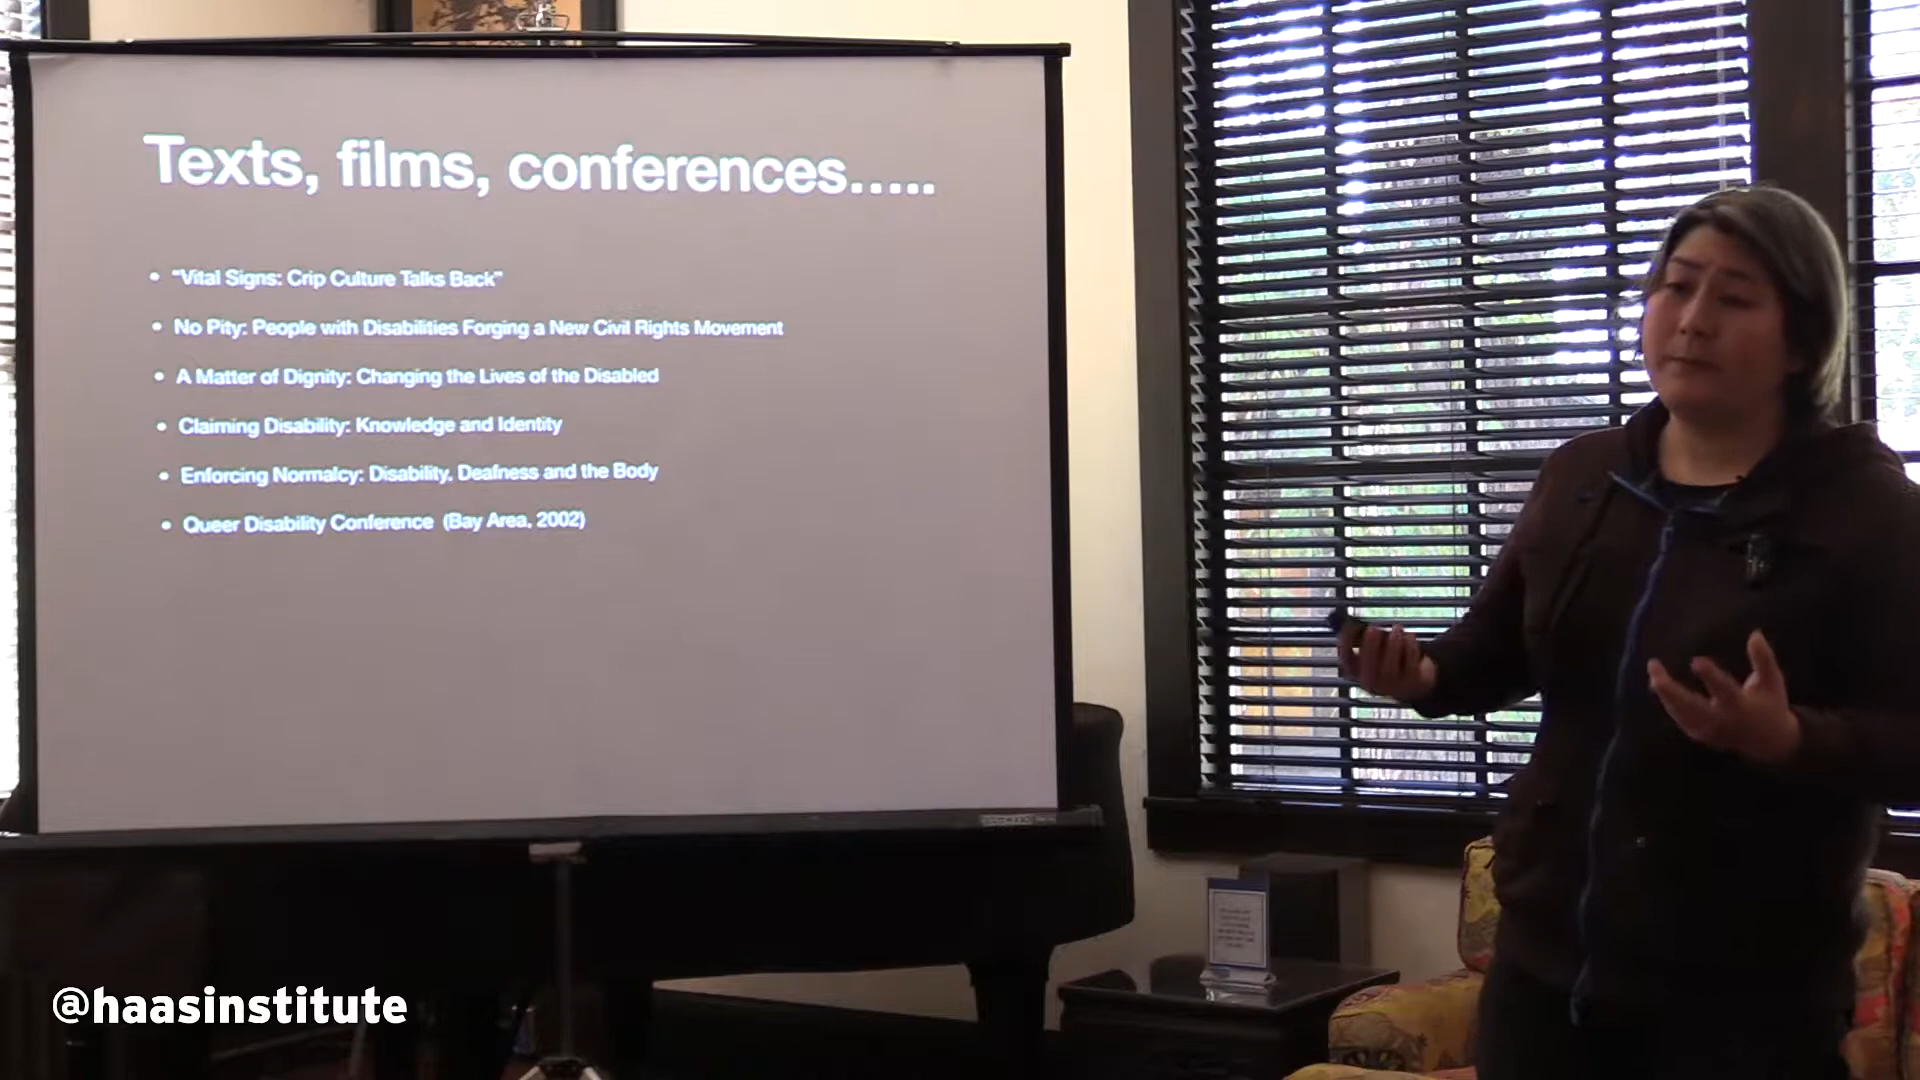 Texts, films, conferences.....
• "Vital Signs: Crip Culture Talks Back"
• No Pity: People with Disabilities Forging a New Civil Rights Movement
• A Matter of Dignity: Changing the Lives of the Disabled
• Claiming Disability: Knowledge and Identity
• Enforcing Normalcy: Disability, Deafness and the Body
• Queer Disability Conference (Bay Area, 2002)
@haasinstitute